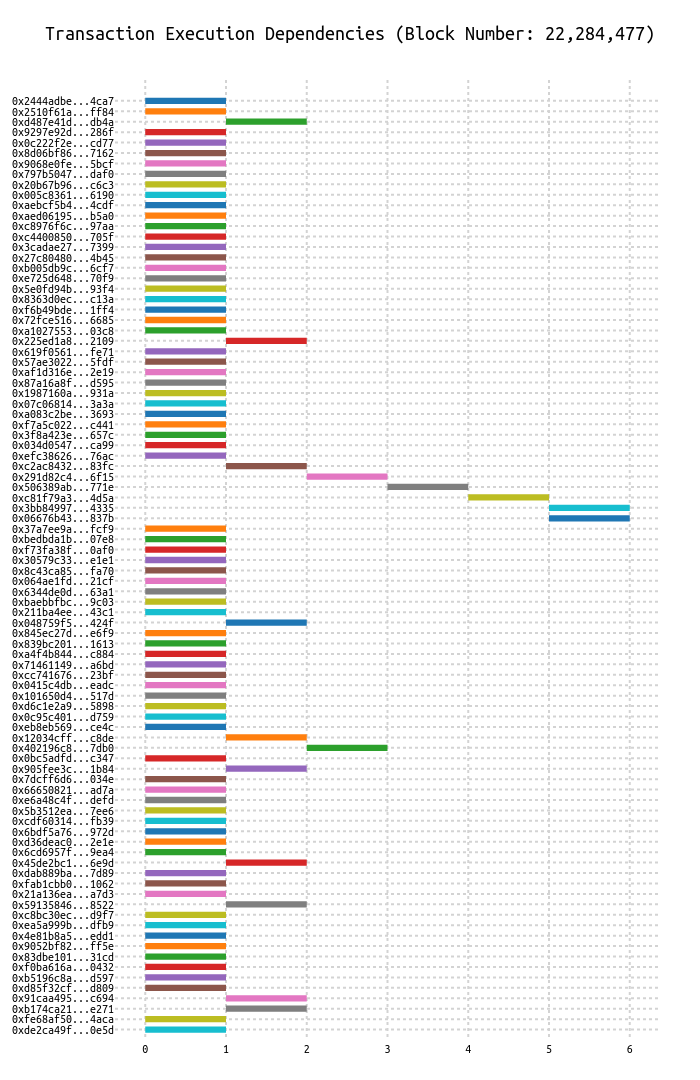 Transaction Execution Dependencies (Block Number: 22,284,477)
0x2444adbe...4ca7
0x2510f61a...ff84
0xd487e41d...db4a
0x9297e92d...286f
0x0c222f2e...cd77
0x8d06bf86...7162
0x9068e0fe...5bcf
0x797b5047...daf0
0x20b67b96...c6c3
0x005c8361...6190
0xaebcf5b4...4cdf
0xaed06195...b5a0
0xc8976f6c...97aa
0xc4400850...705f
0x3cadae27...7399
0x27c80480...4b45
0xb005db9c...6cf7
0xe725d648...70f9
0x5e0fd94b...93f4
0x8363d0ec...c13a
0xf6b49bde...1ff4
0x72fce516...6685
0xa1027553...03c8
0x225ed1a8...2109
0x619f0561...fe71
0x57ae3022...5fdf
0xaf1d316e...2e19
0x87a16a8f...d595
0x1987160a...931a
0x07c06814...3a3a
0xa083c2be...3693
0xf7a5c022...c441
0x3f8a423e...657c
0x034d0547...ca99
0xefc38626...76ac
0xc2ac8432...83fc
0x291d82c4...6f15
0x506389ab...771e
0xc81f79a3...4d5a
0x3bb84997...4335
0x06676b43...837b
0x37a7ee9a...fcf9
0xbedbda1b...07e8
0xf73fa38f...0af0
0x30579c33...e1e1
0x8c43ca85...fa70
0x064ae1fd...21cf
0x6344de0d...63a1
0xbaebbfbc...9c03
0x211ba4ee...43c1
0x048759f5...424f
0x845ec27d...e6f9
0x839bc201...1613
0xa4f4b844...c884
0x71461149...a6bd
0xcc741676...23bf
0x0415c4db...eadc
0x101650d4...517d
0xd6c1e2a9...5898
0x0c95c401...d759
0xeb8eb569...ce4c
0x12034cff...c8de
0x402196c8...7db0
0x0bc5adfd...c347
0x905fee3c...1b84
0x7dcff6d6...034e
0x66650821...ad7a
0xe6a48c4f...defd
0x5b3512ea...7ee6
0xcdf60314...fb39
0x6bdf5a76...972d
0xd36deac0...2e1e
0x6cd6957f...9ea4
0x45de2bc1...6e9d
0xdab889ba...7d89
0xfab1cbb0...1062
0x21a136ea...a7d3
0x59135846...8522
0xc8bc30ec...d9f7
0xea5a999b...dfb9
0x4e81b8a5...edd1
0x9052bf82...ff5e
0x83dbe101...31cd
0xf0ba616a...0432
0xb5196c8a...d597
0xd85f32cf...d809
0x91caa495...c694
0xb174ca21...e271
0xfe68af50...4aca
0xde2ca49f...0e5d
0 1 2 3 4 5 6